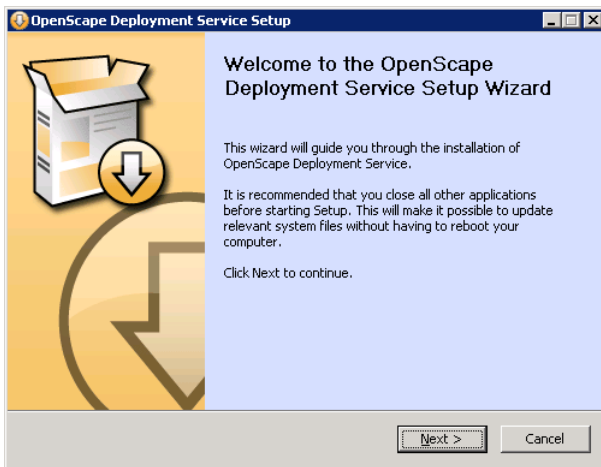 OpenScape Deployment Service Setup
Welcome to the OpenScape
Deployment Service Setup Wizard
This wizard will guide you through the installation of
OpenScape Deployment Service.
It is recommended that you close all other applications
before starting Setup. This will make it possible to update
relevant system files without having to reboot your
computer.
Click Next to continue.
Next >
Cancel